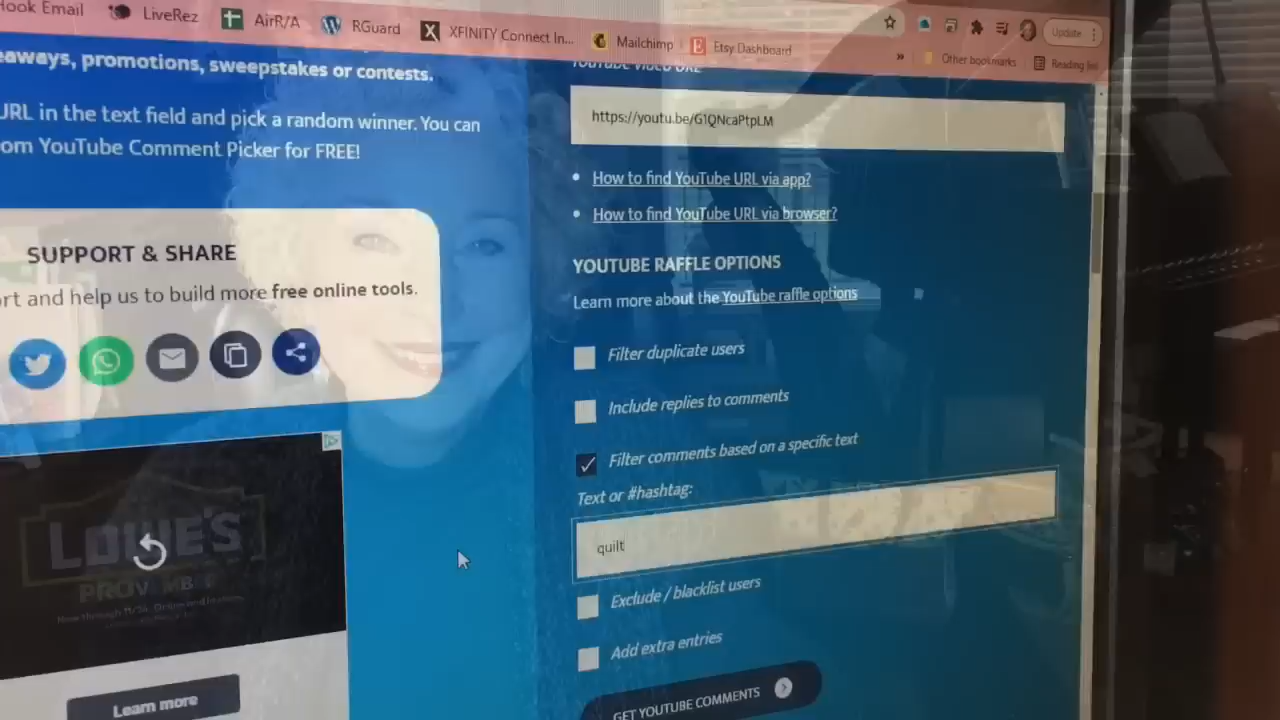 Hook Email LiveRez AirR/A RGuard XFINITY Connect In... Mailchimp Etsy Dashboard Update
» Other bookmarks Reading list
eaways, promotions, sweepstakes or contests.
URL in the text field and pick a random winner. You can
om YouTube Comment Picker for FREE!
SUPPORT & SHARE
rt and help us to build more free online tools.
LOWE'S
PRO
Learn more
YOUTUBE VIDEO URL
https://youtu.be/G1QNcaPtpLM
• How to find YouTube URL via app?
• How to find YouTube URL via browser?
YOUTUBE RAFFLE OPTIONS
Learn more about the YouTube raffle options
Filter duplicate users
Include replies to comments
Filter comments based on a specific text
Text or #hashtag:
quilt
Exclude / blacklist users
Add extra entries
GET YOUTUBE COMMENTS